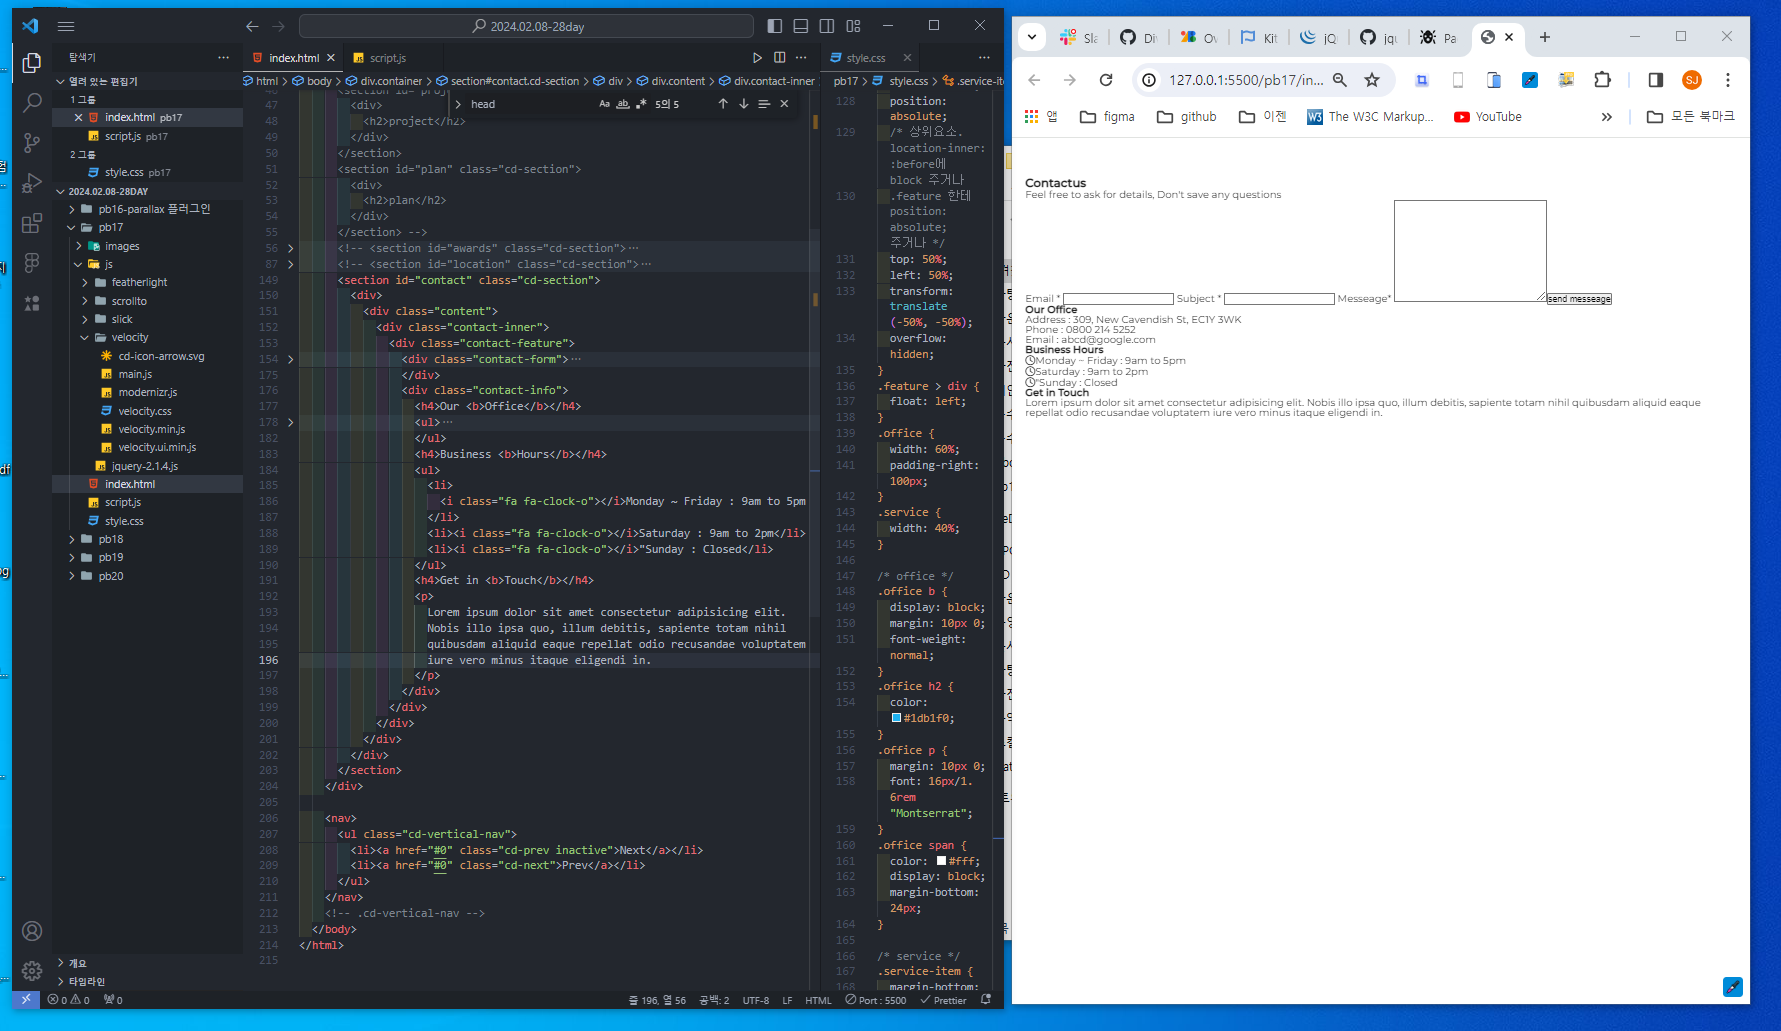 2024.02.08-28day
탐색기
열려 있는 편집기
1 그룹
index.html pb17
script.js pb17
2 그룹
style.css pb17
2024.02.08-28DAY
pb16-parallax 플러그인
pb17
images
js
featherlight
scrollto
slick
velocity
cd-icon-arrow.svg
main.js
modernizr.js
velocity.css
velocity.min.js
velocity.ui.min.js
jquery-2.1.4.js
index.html
script.js
style.css
pb18
pb19
pb20
개요
타임라인
index.html
script.js
html > body > div.container > section#contact.cd-section > div > div.content > div.contact-inner
head
Aa ab 5의 5
47 <div>
48 <h2>project</h2>
49 </div>
50 </section>
51 <section id="plan" class="cd-section">
52 <div>
53 <h2>plan</h2>
54 </div>
55 </section> -->
56 <!-- <section id="awards" class="cd-section">…
87 <!-- <section id="location" class="cd-section">…
149 <section id="contact" class="cd-section">
150 <div>
151 <div class="content">
152 <div class="contact-inner">
153 <div class="contact-feature">
154 <div class="contact-form">…
175 </div>
176 <div class="contact-info">
177 <h4>Our <b>Office</b></h4>
178 <ul>…
182 </ul>
183 <h4>Business <b>Hours</b></h4>
184 <ul>
185 <li>
186 <i class="fa fa-clock-o"></i>Monday ~ Friday : 9am to 5pm
187 </li>
188 <li><i class="fa fa-clock-o"></i>Saturday : 9am to 2pm</li>
189 <li><i class="fa fa-clock-o"></i>"Sunday : Closed</li>
190 </ul>
191 <h4>Get in <b>Touch</b></h4>
192 <p>
193 Lorem ipsum dolor sit amet consectetur adipisicing elit.
194 Nobis illo ipsa quo, illum debitis, sapiente totam nihil
195 quibusdam aliquid eaque repellat odio recusandae voluptatem
196 iure vero minus itaque eligendi in.
197 </p>
198 </div>
199 </div>
200 </div>
201 </div>
202 </div>
203 </section>
204 </div>
205
206 <nav>
207 <ul class="cd-vertical-nav">
208 <li><a href="#0" class="cd-prev inactive">Next</a></li>
209 <li><a href="#0" class="cd-next">Prev</a></li>
210 </ul>
211 </nav>
212 <!-- .cd-vertical-nav -->
213 </body>
214 </html>
215
style.css
pb17 > style.css > .service-ite
128 position:
absolute;
129 /* 상위요소.
location-inner:
:before에
block 주거나
130 .feature 한테
position:
absolute;
주거나 */
131 top: 50%;
132 left: 50%;
133 transform:
translate
(-50%, -50%);
134 overflow:
hidden;
135 }
136 .feature > div {
137 float: left;
138 }
139 .office {
140 width: 60%;
141 padding-right:
100px;
142 }
143 .service {
144 width: 40%;
145 }
146
147 /* office */
148 .office b {
149 display: block;
150 margin: 10px 0;
151 font-weight:
normal;
152 }
153 .office h2 {
154 color:
#1db1f0;
155 }
156 .office p {
157 margin: 10px 0;
158 font: 16px/1.
6rem
"Montserrat";
159 }
160 .office span {
161 color: #fff;
162 display: block;
163 margin-bottom:
24px;
164 }
165
166 /* service */
167 .service-item {
168 margin-bottom:
0 0 0
줄 196, 열 56 공백: 2 UTF-8 LF HTML Port : 5500 Prettier
Sla Di Ov Kit jQ jqu Pa
127.0.0.1:5500/pb17/in... SJ
앱 figma github 이젠 W3 The W3C Markup... YouTube » 모든 북마크
Contactus
Feel free to ask for details, Don't save any questions
Email * Subject * Messeage* send messeage
Our Office
Address : 309, New Cavendish St, EC1Y 3WK
Phone : 0800 214 5252
Email : abcd@google.com
Business Hours
Monday ~ Friday : 9am to 5pm
Saturday : 9am to 2pm
"Sunday : Closed
Get in Touch
Lorem ipsum dolor sit amet consectetur adipisicing elit. Nobis illo ipsa quo, illum debitis, sapiente totam nihil quibusdam aliquid eaque
repellat odio recusandae voluptatem iure vero minus itaque eligendi in.